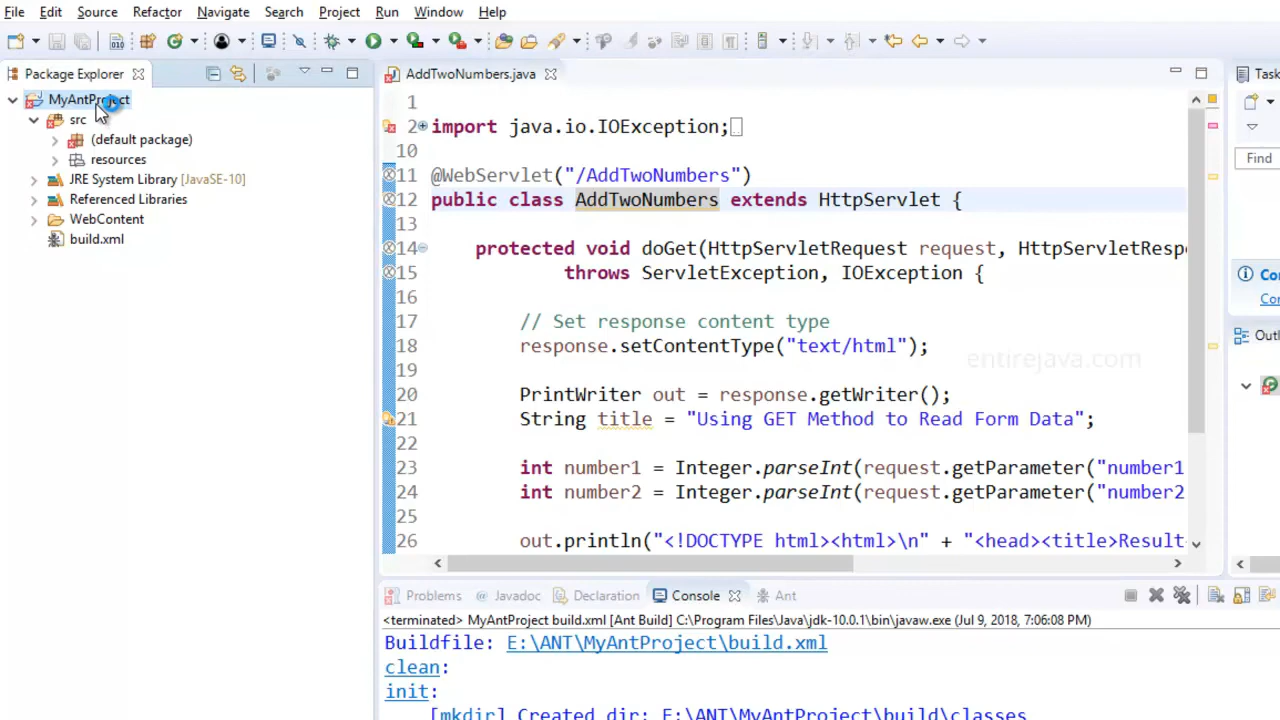 File Edit Source Refactor Navigate Search Project Run Window Help
Package Explorer
MyAntProject
src
(default package)
resources
JRE System Library [JavaSE-10]
Referenced Libraries
WebContent
build.xml
AddTwoNumbers.java
1
2 import java.io.IOException;
10
11 @WebServlet("/AddTwoNumbers")
12 public class AddTwoNumbers extends HttpServlet {
13
14 protected void doGet(HttpServletRequest request, HttpServletRespo
15 throws ServletException, IOException {
16
17 // Set response content type
18 response.setContentType("text/html");
19
20 PrintWriter out = response.getWriter();
21 String title = "Using GET Method to Read Form Data";
22
23 int number1 = Integer.parseInt(request.getParameter("number1
24 int number2 = Integer.parseInt(request.getParameter("number2
25
26 out.println("<!DOCTYPE html><html>\n" + "<head><title>Result
entirejava.com
Task
Find
Con
Con
Outl
Problems @ Javadoc Declaration Console Ant
<terminated> MyAntProject build.xml [Ant Build] C:\Program Files\Java\jdk-10.0.1\bin\javaw.exe (Jul 9, 2018, 7:06:08 PM)
Buildfile: E:\ANT\MyAntProject\build.xml
clean:
init:
[mkdir] Created dir: E:\ANT\MyAntProject\build\classes